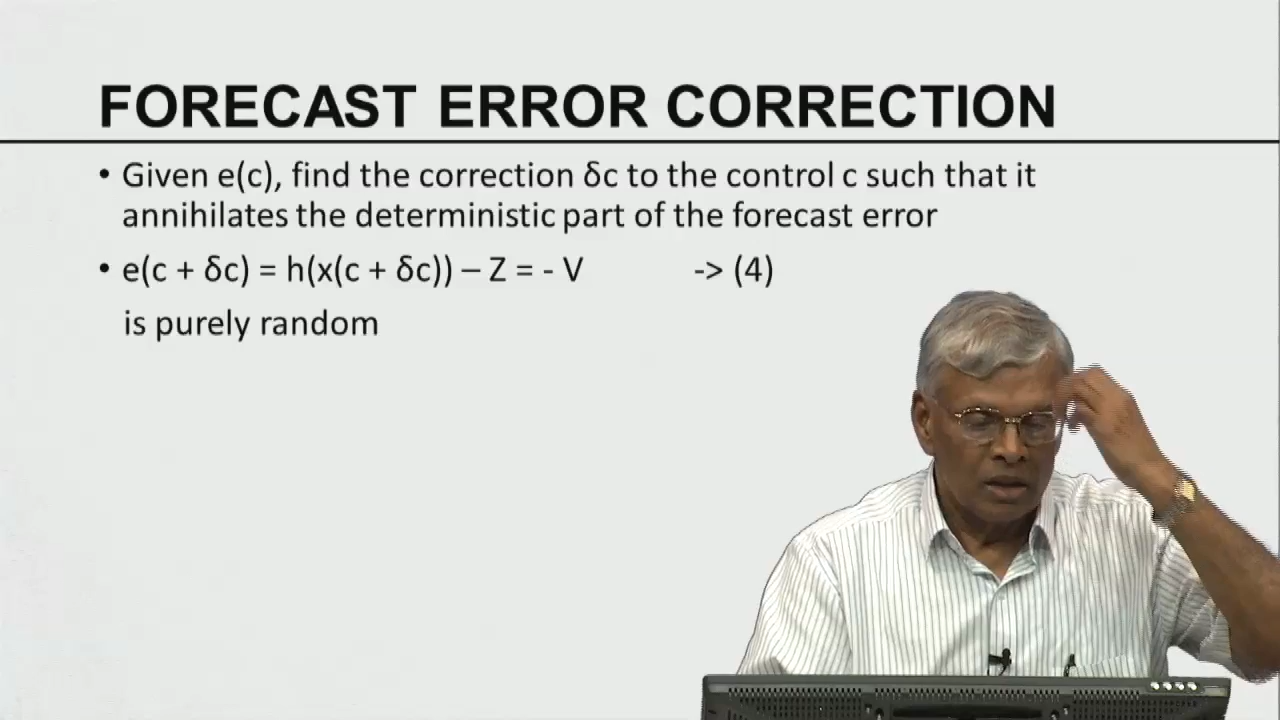 FORECAST ERROR CORRECTION
• Given e(c), find the correction δc to the control c such that it
annihilates the deterministic part of the forecast error
• e(c + δc) = h(x(c + δc)) – Z = - V -> (4)
is purely random